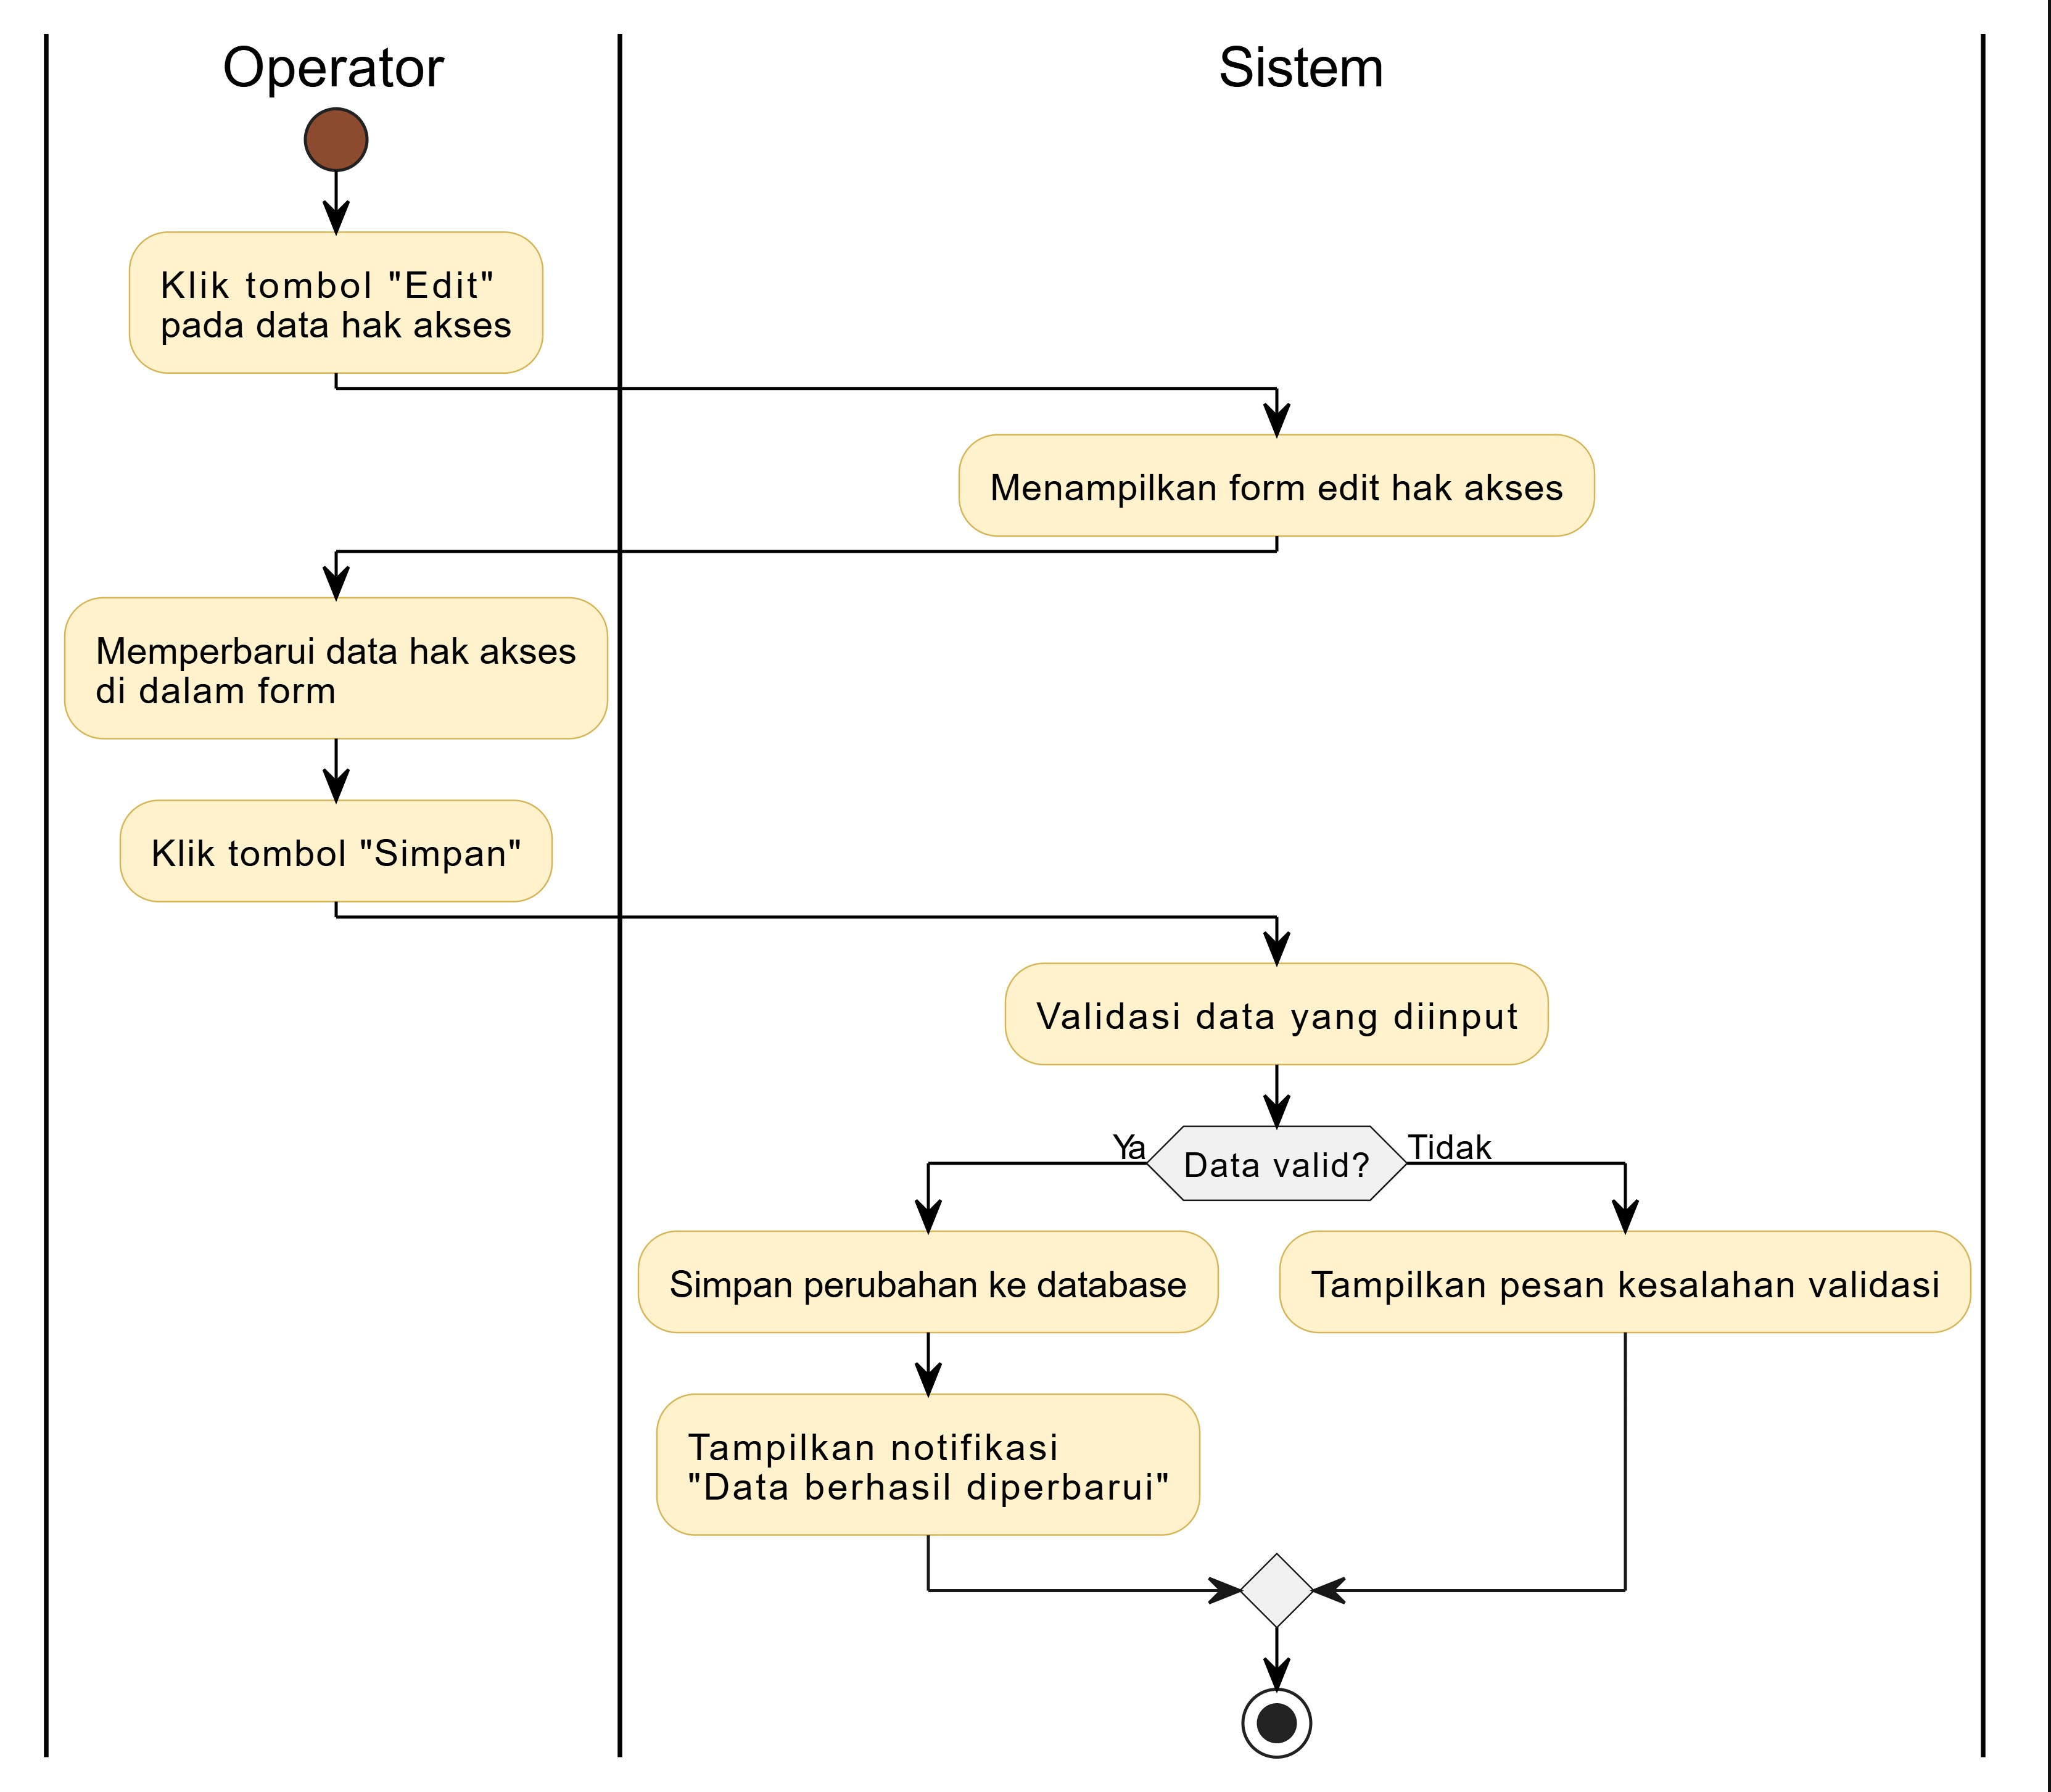 Operator
Sistem
Klik tombol "Edit"
pada data hak akses
Menampilkan form edit hak akses
Memperbarui data hak akses
di dalam form
Klik tombol "Simpan"
Validasi data yang diinput
Ya
Data valid?
Tidak
Simpan perubahan ke database
Tampilkan pesan kesalahan validasi
Tampilkan notifikasi
"Data berhasil diperbarui"